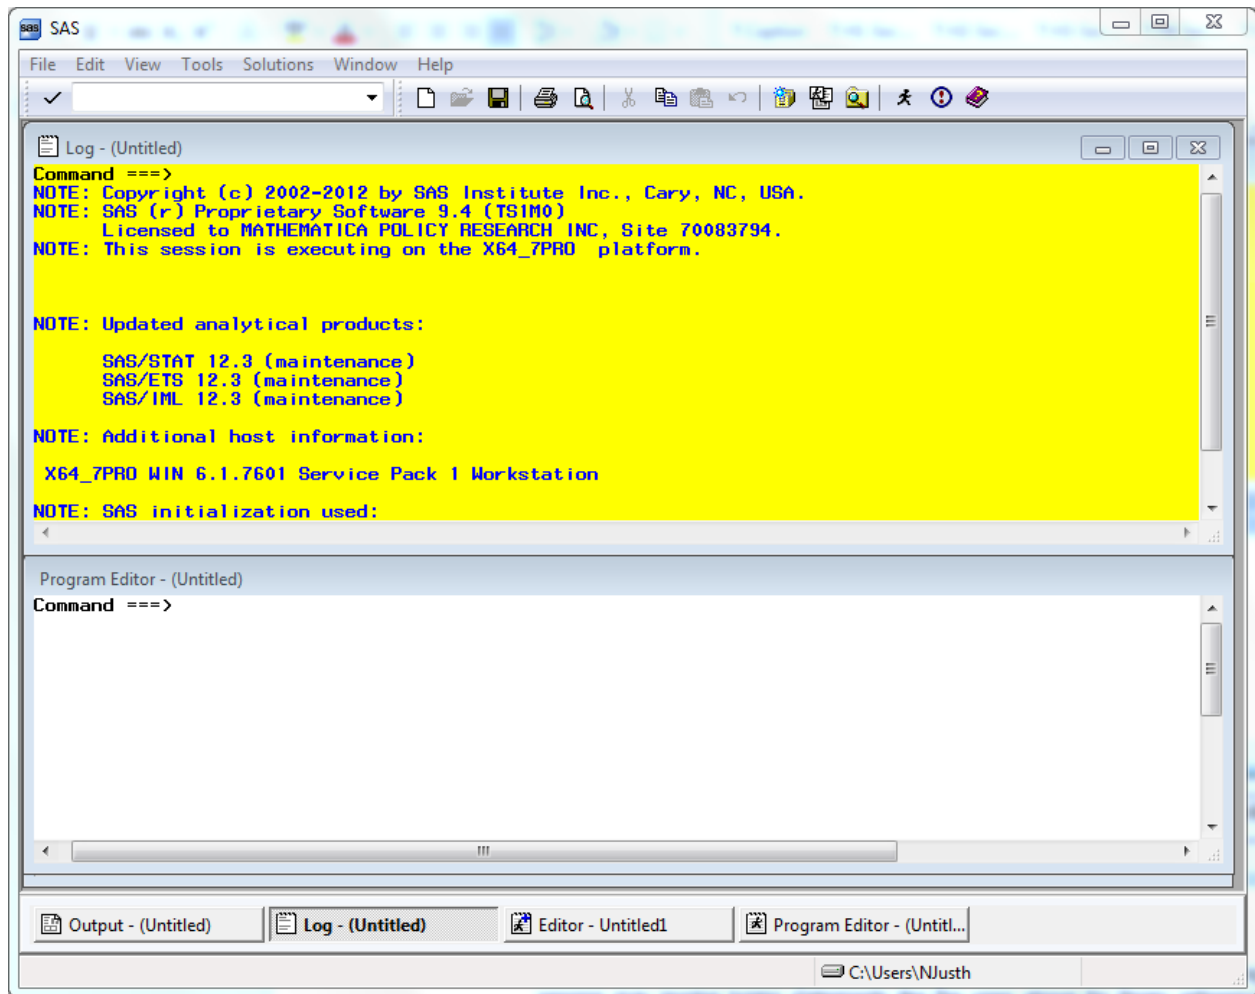 SAS
File Edit View Tools Solutions Window Help
Log - (Untitled)
Command ===>
NOTE: Copyright (c) 2002-2012 by SAS Institute Inc., Cary, NC, USA.
NOTE: SAS (r) Proprietary Software 9.4 (TS1M0)
Licensed to MATHEMATICA POLICY RESEARCH INC, Site 70083794.
NOTE: This session is executing on the X64_7PRO  platform.
NOTE: Updated analytical products:
SAS/STAT 12.3 (maintenance)
SAS/ETS 12.3 (maintenance)
SAS/IML 12.3 (maintenance)
NOTE: Additional host information:
X64_7PRO WIN 6.1.7601 Service Pack 1 Workstation
NOTE: SAS initialization used:
Program Editor - (Untitled)
Command ===>
Output - (Untitled) Log - (Untitled) Editor - Untitled1 Program Editor - (Untitl...
C:\Users\NJusth